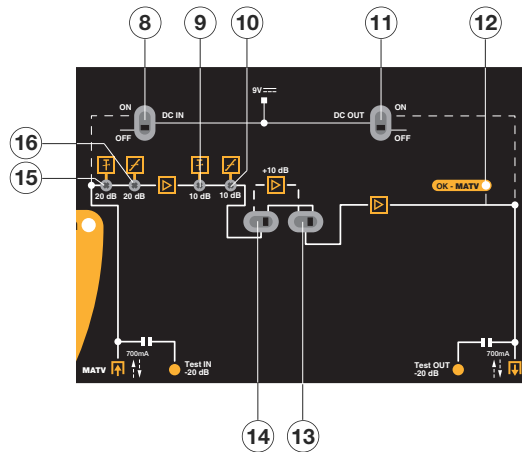 8 9 10 11 12
9V
ON DC IN DC OUT ON
OFF OFF
16
15
+10 dB
20 dB 20 dB 10 dB 10 dB
OK - MATV
700mA Test IN Test OUT 700mA
MATV -20 dB -20 dB
14 13